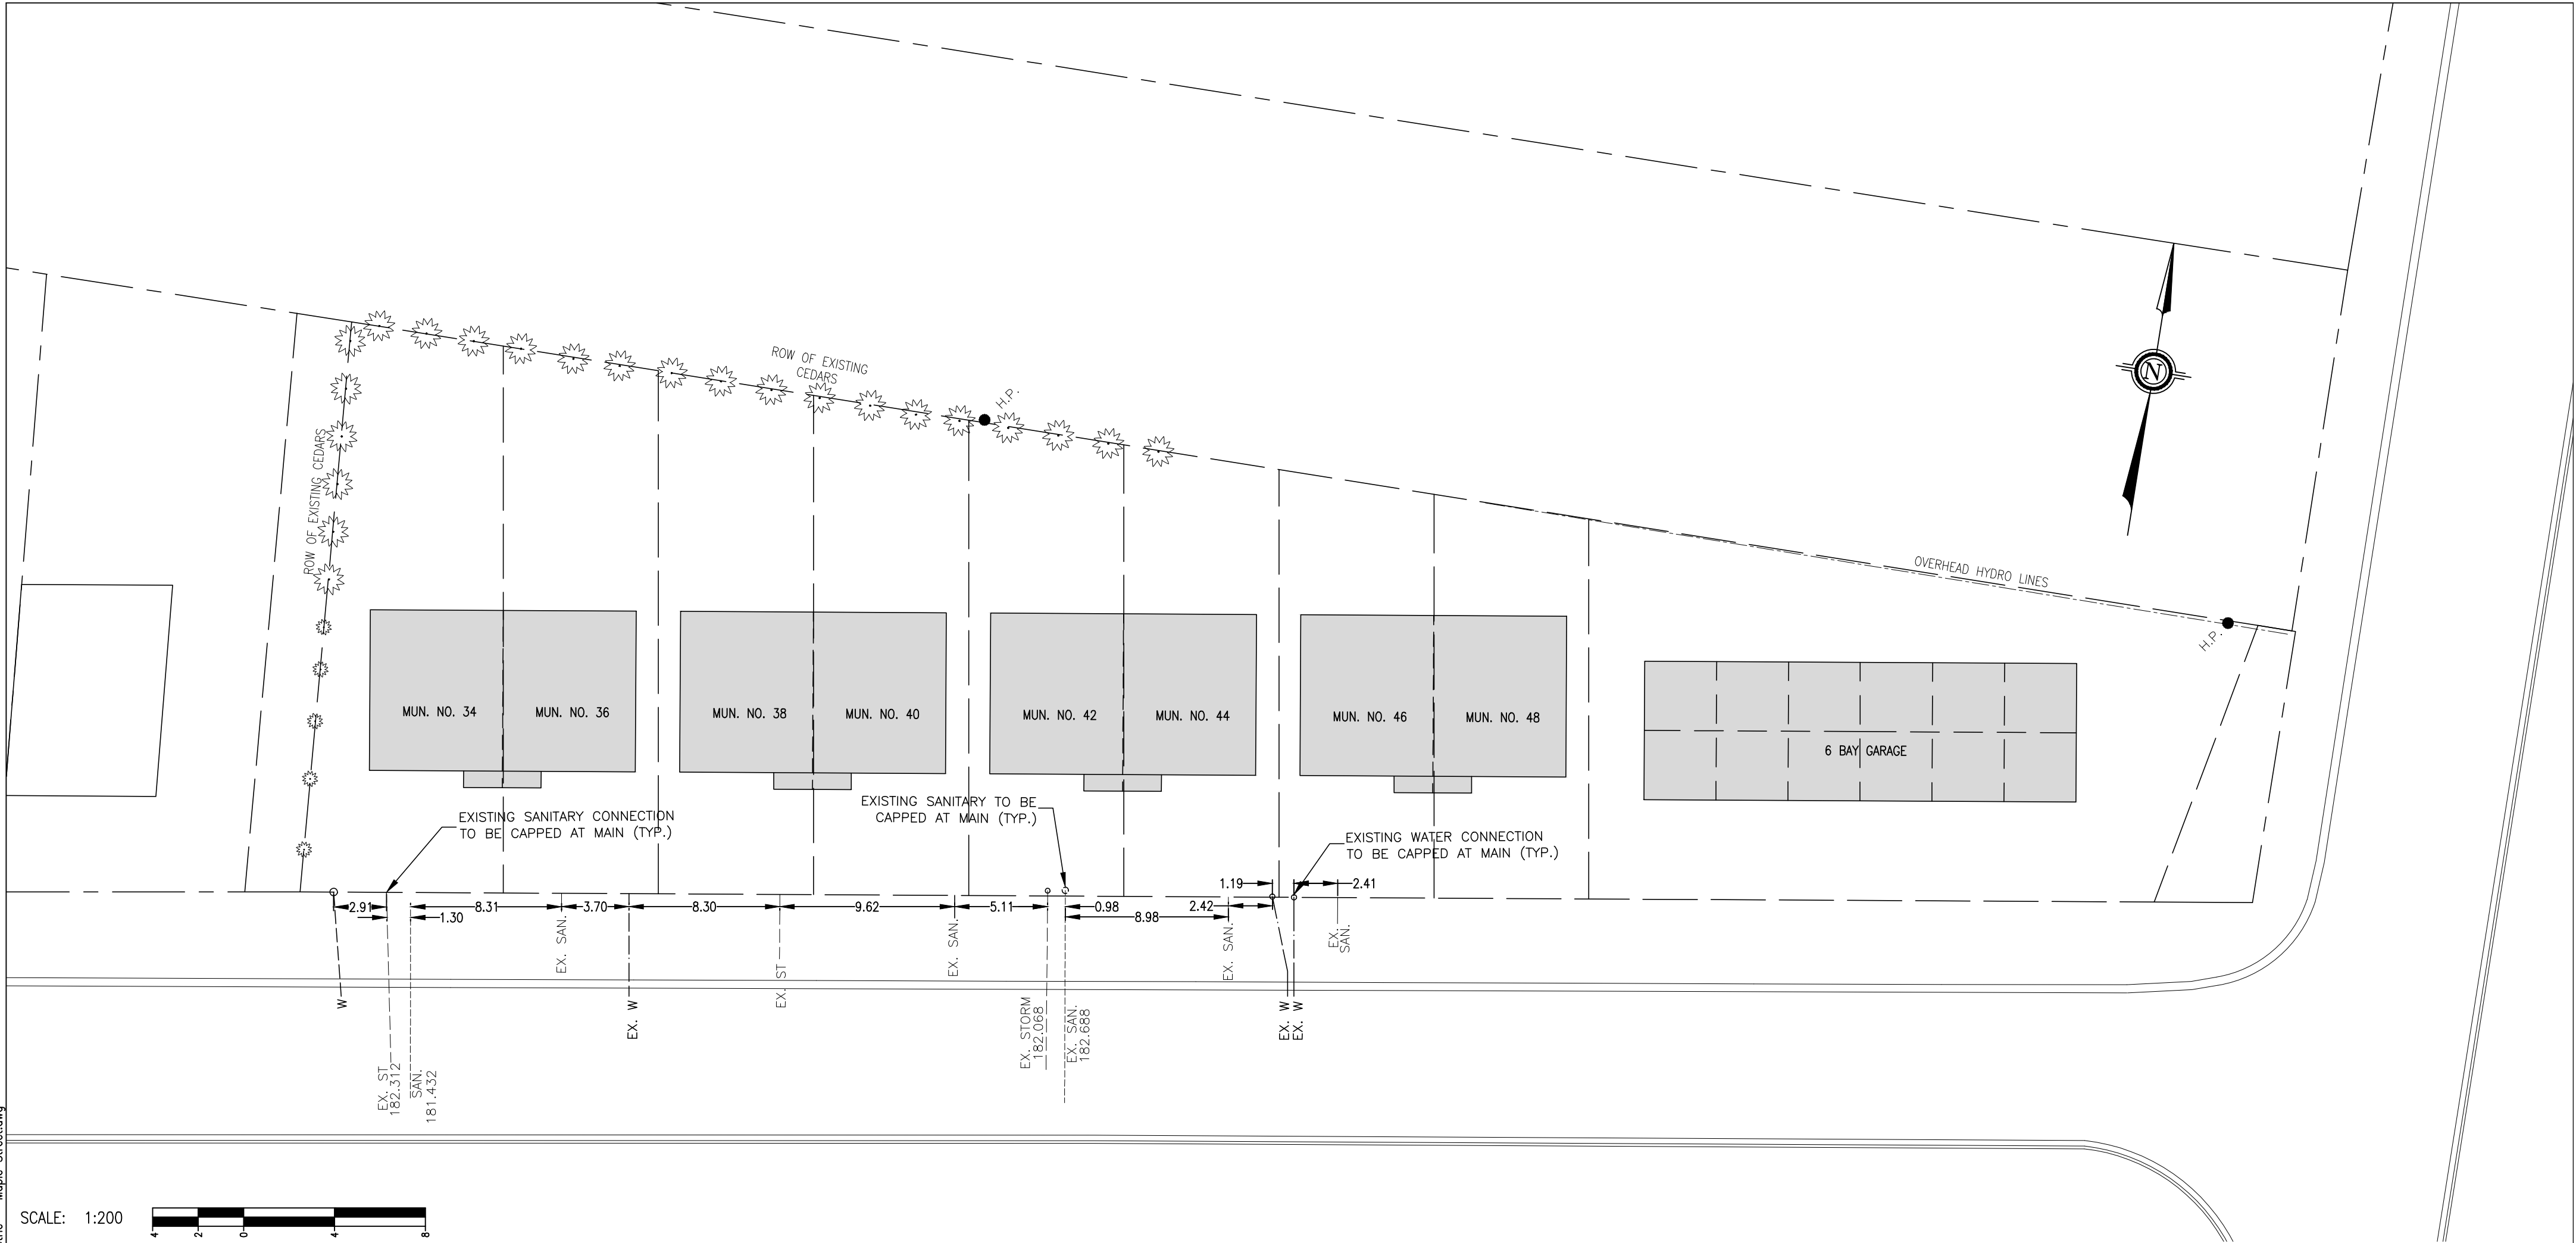 ROW OF EXISTING
CEDARS
H.P.
N
ROW OF EXISTING CEDARS
OVERHEAD HYDRO LINES
H.P.
MUN. NO. 34
MUN. NO. 36
MUN. NO. 38
MUN. NO. 40
MUN. NO. 42
MUN. NO. 44
MUN. NO. 46
MUN. NO. 48
6 BAY GARAGE
EXISTING SANITARY CONNECTION
TO BE CAPPED AT MAIN (TYP.)
EXISTING SANITARY TO BE
CAPPED AT MAIN (TYP.)
EXISTING WATER CONNECTION
TO BE CAPPED AT MAIN (TYP.)
2.91
1.30
8.31
3.70
8.30
9.62
5.11
0.98
8.98
2.42
1.19
2.41
W
EX. ST
182.312
SAN.
181.432
EX. SAN.
EX. W
EX. ST
EX. SAN.
EX. STORM
182.068
EX. SAN.
182.688
EX. SAN.
EX. W
EX. W
EX.
SAN.
SCALE: 1:200
4 2 0 4 8